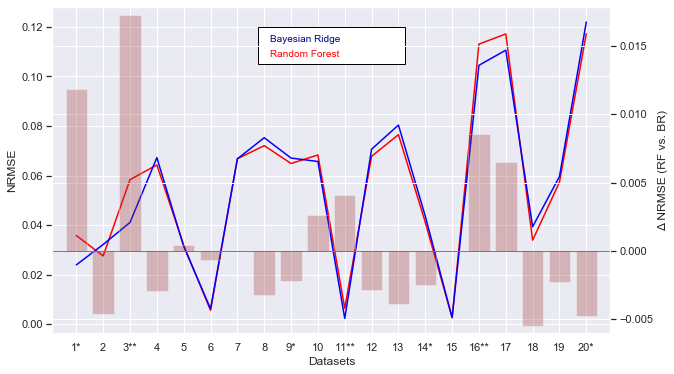 Bayesian Ridge
Random Forest
0.12
0.10
0.08
0.06
0.04
0.02
0.00
NRMSE
0.015
0.010
0.005
0.000
−0.005
Δ NRMSE (RF vs. BR)
1* 2 3** 4 5 6 7 8 9* 10 11** 12 13 14* 15 16** 17 18 19 20*
Datasets